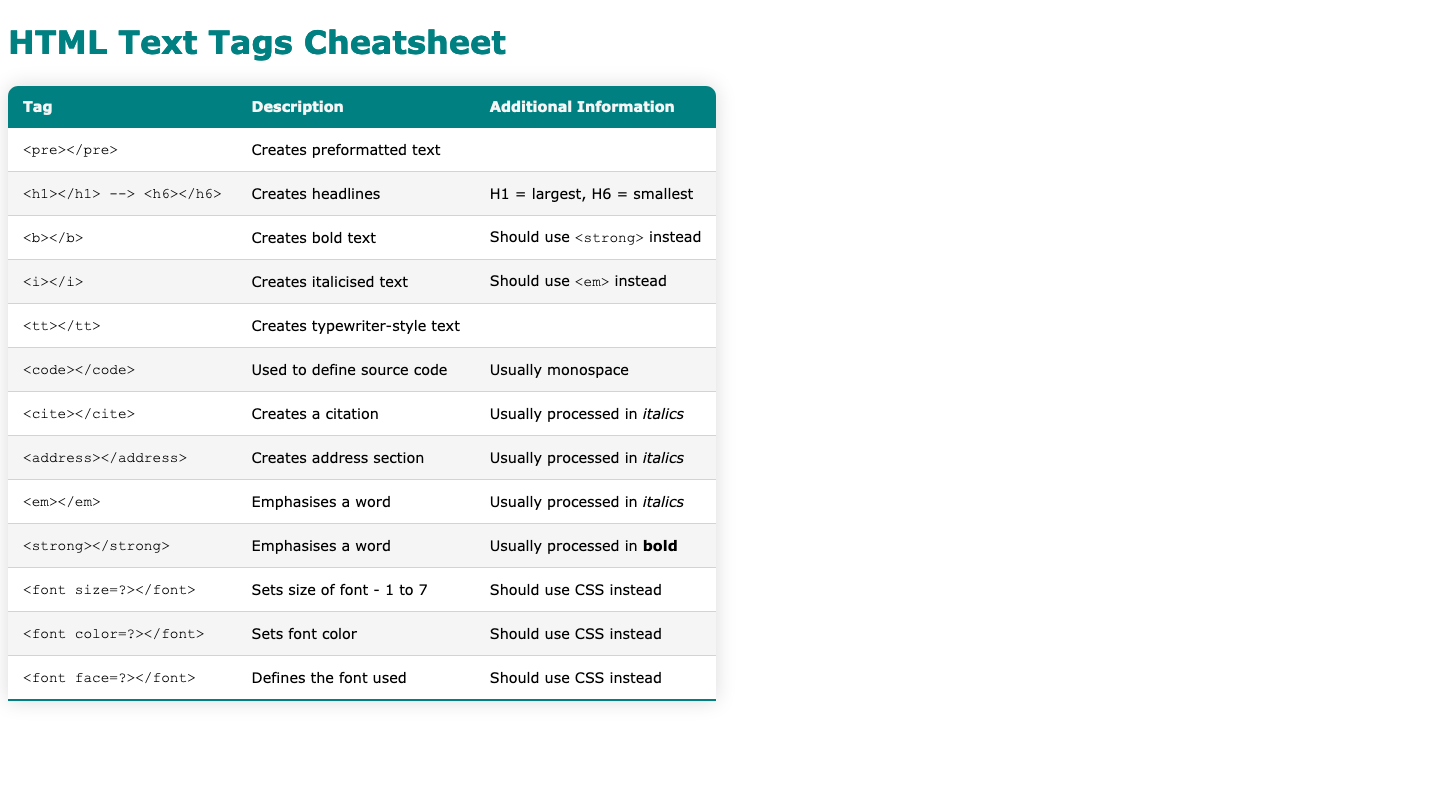 HTML Text Tags Cheatsheet
Tag Description Additional Information
<pre></pre> Creates preformatted text
<h1></h1> --> <h6></h6> Creates headlines H1 = largest, H6 = smallest
<b></b> Creates bold text Should use <strong> instead
<i></i> Creates italicised text Should use <em> instead
<tt></tt> Creates typewriter-style text
<code></code> Used to define source code Usually monospace
<cite></cite> Creates a citation Usually processed in italics
<address></address> Creates address section Usually processed in italics
<em></em> Emphasises a word Usually processed in italics
<strong></strong> Emphasises a word Usually processed in bold
<font size=?></font> Sets size of font - 1 to 7 Should use CSS instead
<font color=?></font> Sets font color Should use CSS instead
<font face=?></font> Defines the font used Should use CSS instead